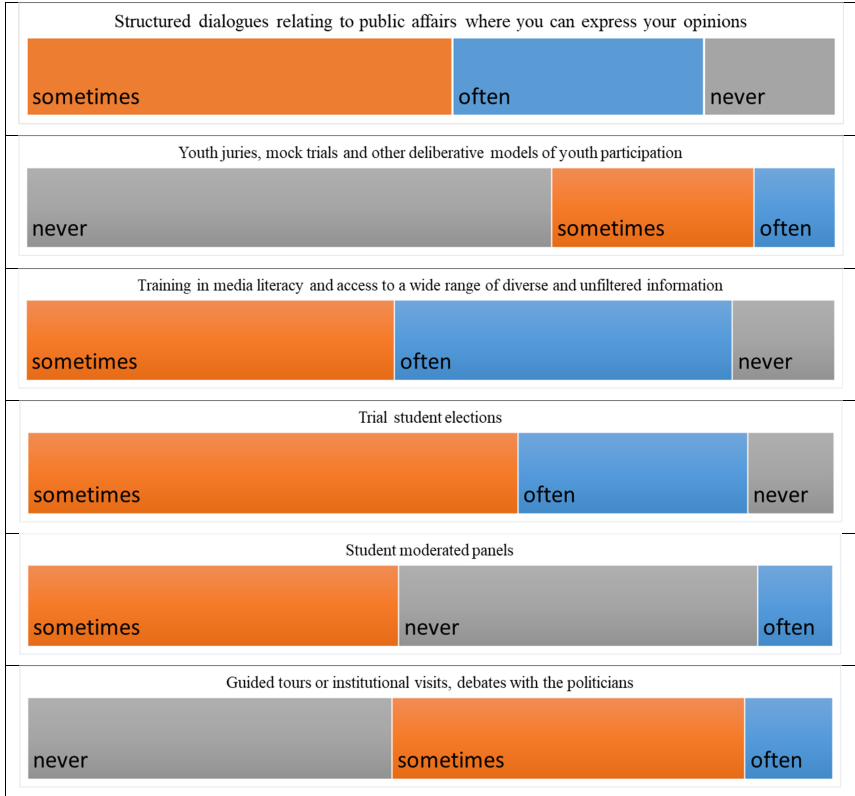 Structured dialogues relating to public affairs where you can express your opinions
sometimes often never
Youth juries, mock trials and other deliberative models of youth participation
never sometimes often
Training in media literacy and access to a wide range of diverse and unfiltered information
sometimes often never
Trial student elections
sometimes often never
Student moderated panels
sometimes never often
Guided tours or institutional visits, debates with the politicians
never sometimes often